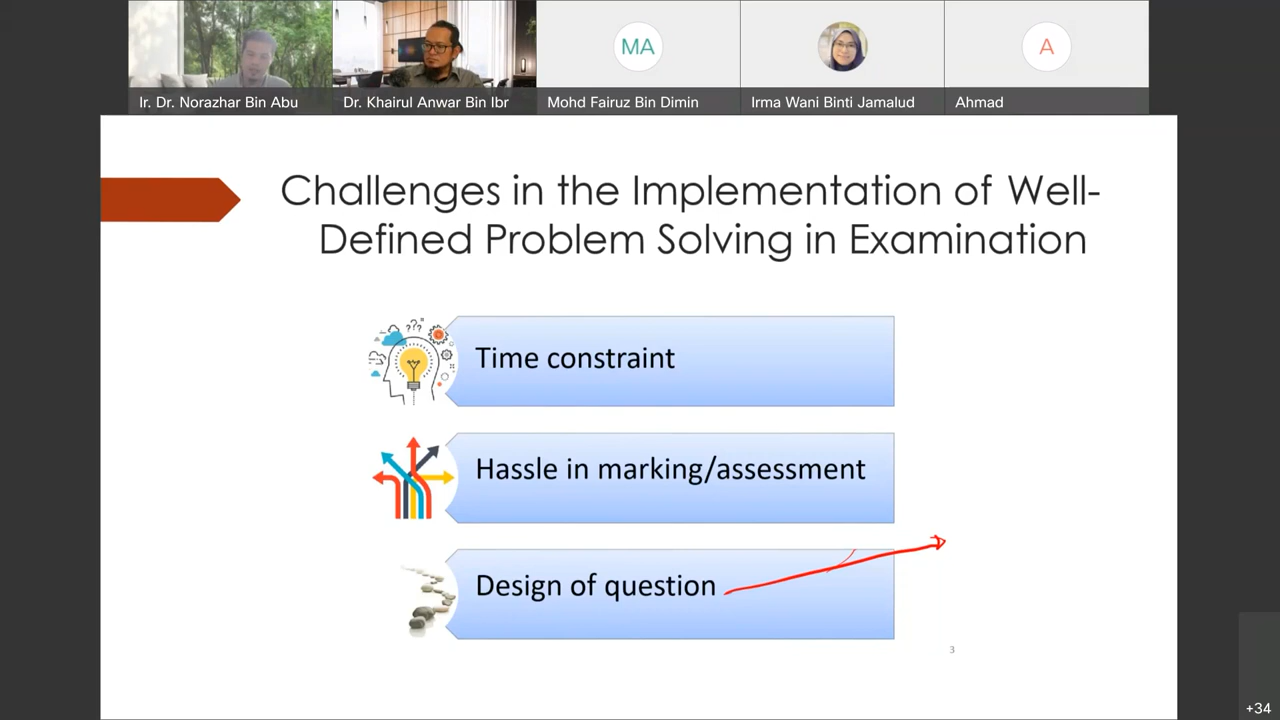 Ir. Dr. Norazhar Bin Abu
Dr. Khairul Anwar Bin Ibr
MA
Mohd Fairuz Bin Dimin
Irma Wani Binti Jamalud
A
Ahmad
Challenges in the Implementation of Well-
Defined Problem Solving in Examination
???
Time constraint
Hassle in marking/assessment
Design of question
3
+34